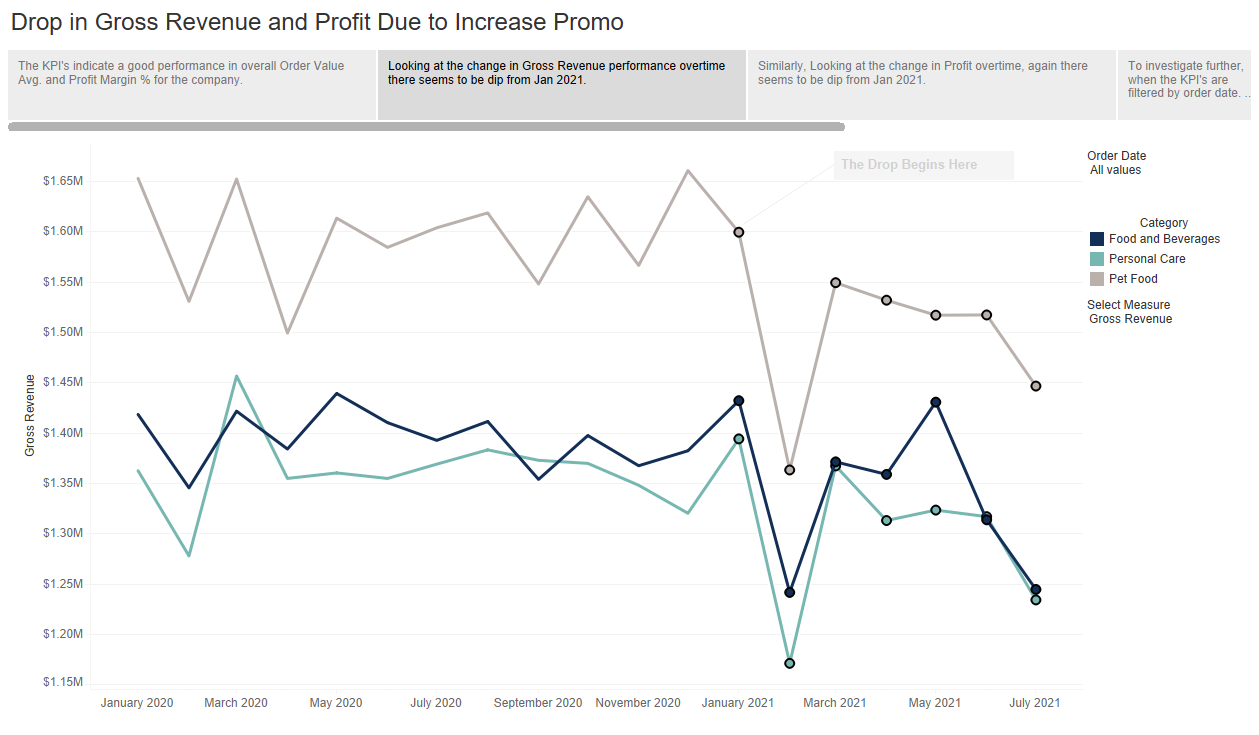 Drop in Gross Revenue and Profit Due to Increase Promo
The KPI's indicate a good performance in overall Order Value
Avg. and Profit Margin % for the company.
Looking at the change in Gross Revenue performance overtime
there seems to be dip from Jan 2021.
Similarly, Looking at the change in Profit overtime, again there
seems to be dip from Jan 2021.
To investigate further,
when the KPI's are
filtered by order date. ..
The Drop Begins Here
Order Date
All values
Category
Food and Beverages
Personal Care
Pet Food
Select Measure
Gross Revenue
Gross Revenue
$1.65M
$1.60M
$1.55M
$1.50M
$1.45M
$1.40M
$1.35M
$1.30M
$1.25M
$1.20M
$1.15M
January 2020
March 2020
May 2020
July 2020
September 2020
November 2020
January 2021
March 2021
May 2021
July 2021